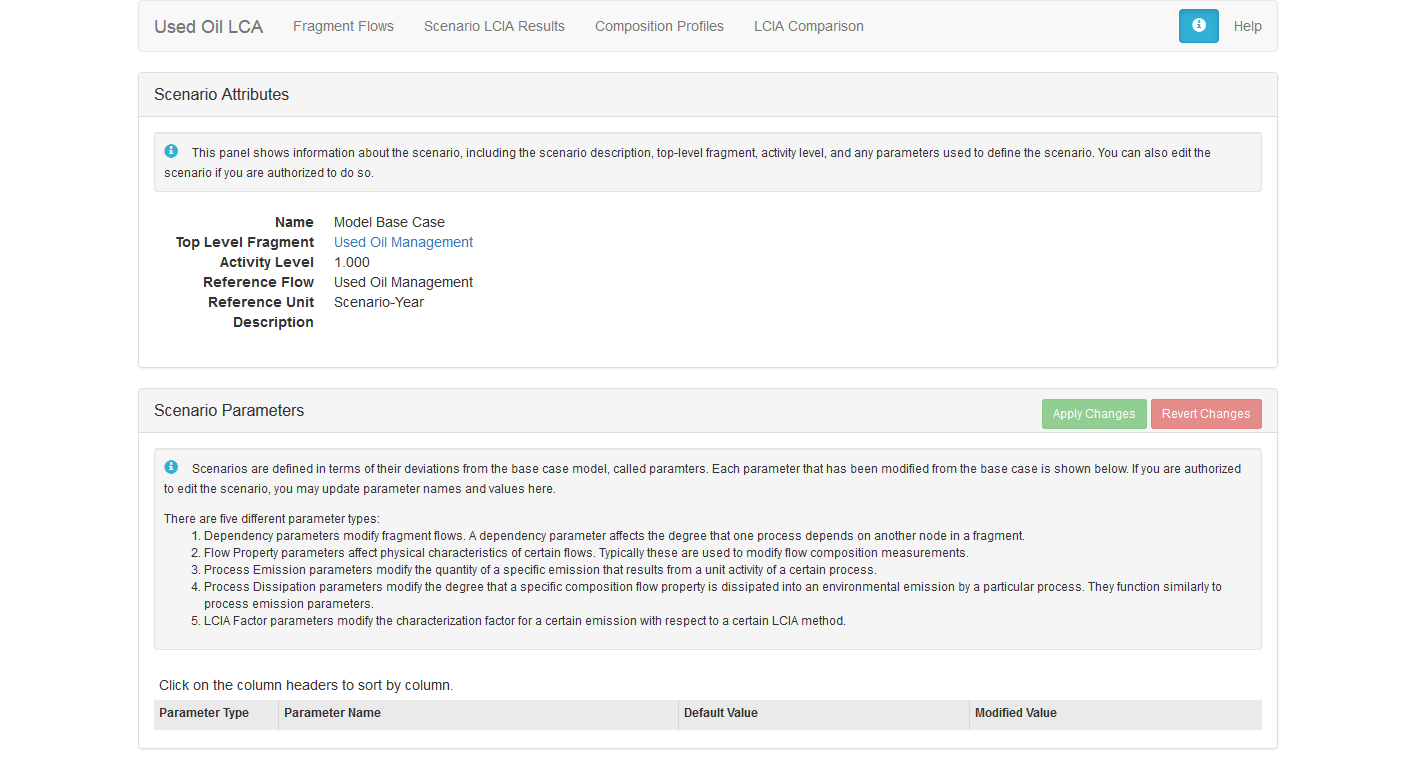 Used Oil LCA Fragment Flows Scenario LCIA Results Composition Profiles LCIA Comparison Help
Scenario Attributes
This panel shows information about the scenario, including the scenario description, top-level fragment, activity level, and any parameters used to define the scenario. You can also edit the
scenario if you are authorized to do so.
Name Model Base Case
Top Level Fragment Used Oil Management
Activity Level 1.000
Reference Flow Used Oil Management
Reference Unit Scenario-Year
Description
Scenario Parameters Apply Changes Revert Changes
Scenarios are defined in terms of their deviations from the base case model, called paramters. Each parameter that has been modified from the base case is shown below. If you are authorized
to edit the scenario, you may update parameter names and values here.
There are five different parameter types:
1. Dependency parameters modify fragment flows. A dependency parameter affects the degree that one process depends on another node in a fragment.
2. Flow Property parameters affect physical characteristics of certain flows. Typically these are used to modify flow composition measurements.
3. Process Emission parameters modify the quantity of a specific emission that results from a unit activity of a certain process.
4. Process Dissipation parameters modify the degree that a specific composition flow property is dissipated into an environmental emission by a particular process. They function similarly to
process emission parameters.
5. LCIA Factor parameters modify the characterization factor for a certain emission with respect to a certain LCIA method.
Click on the column headers to sort by column.
Parameter Type Parameter Name Default Value Modified Value